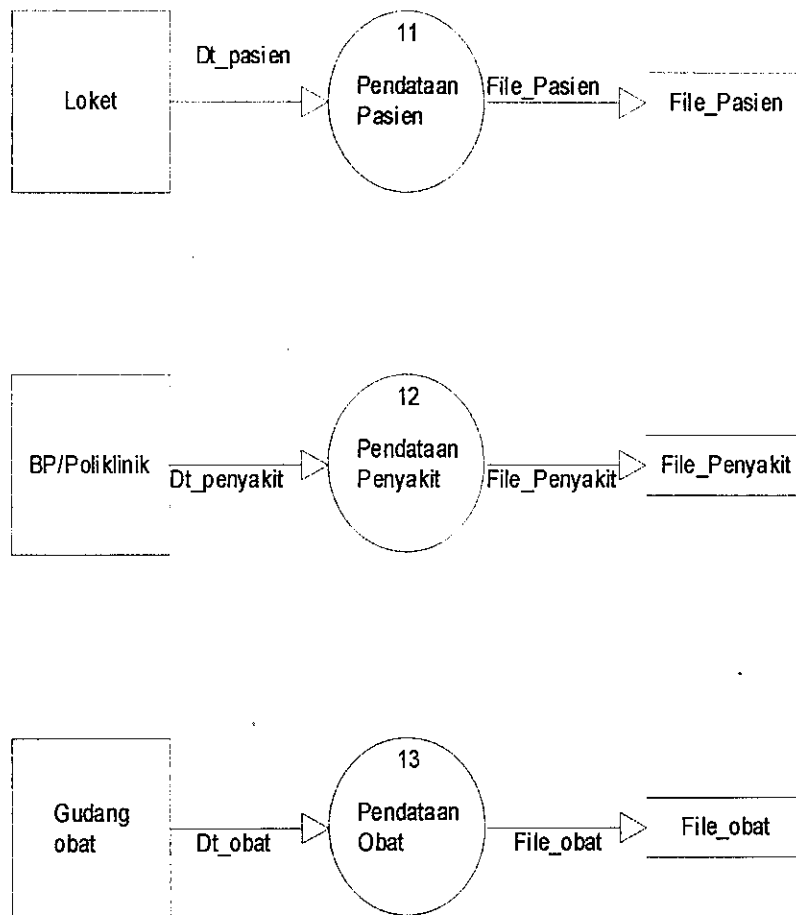 11
Dt_pasien
Loket
Pendataan
Pasien
File_Pasien
File_Pasien
12
BP/Poliklinik
Dt_penyakit
Pendataan
Penyakit
File_Penyakit
File_Penyakit
13
Gudang
obat
Dt_obat
Pendataan
Obat
File_obat
File_obat